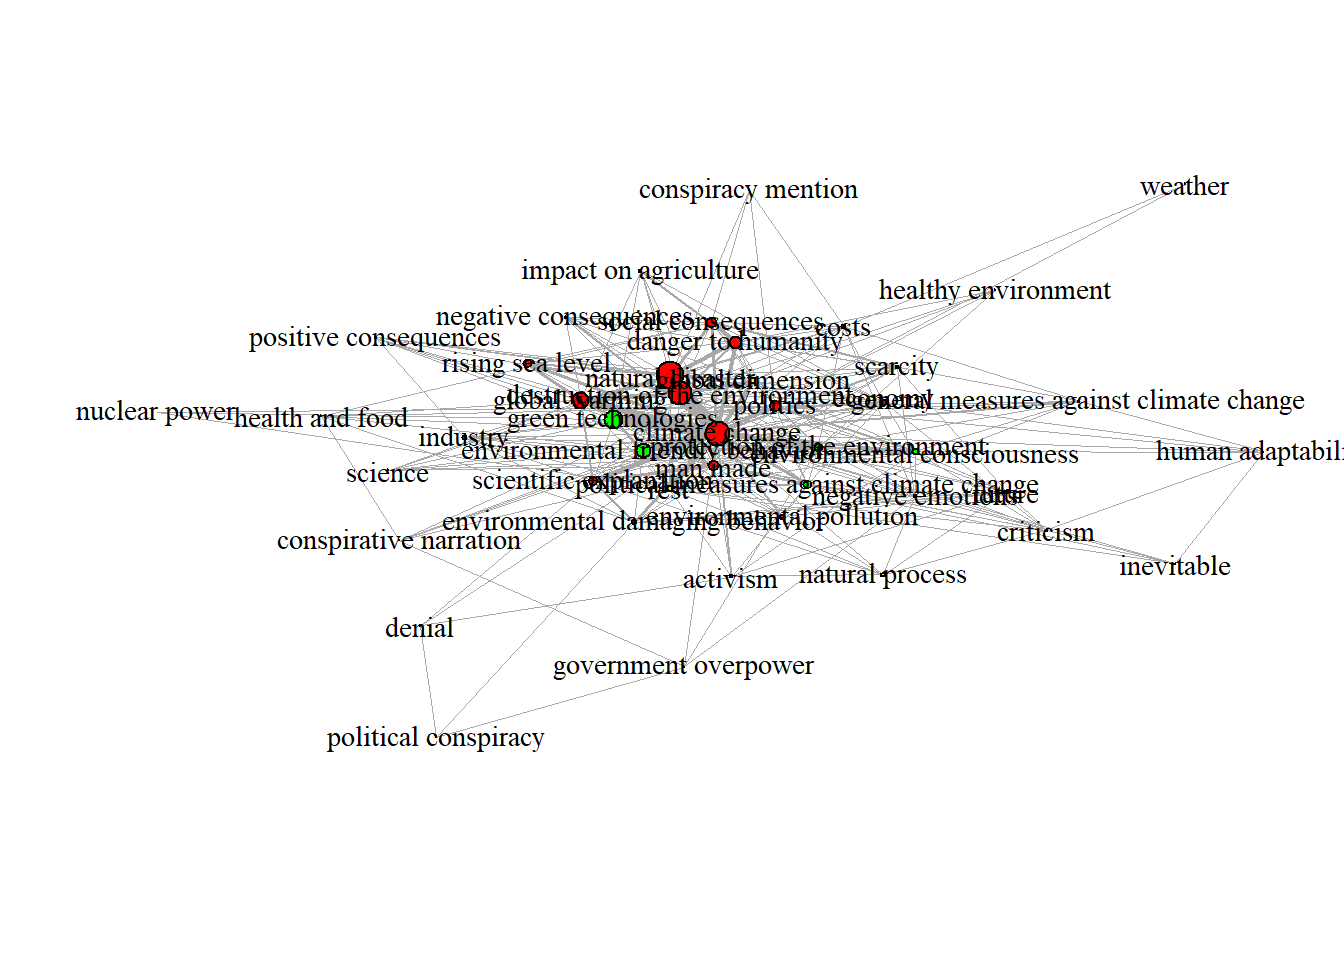 weather
conspiracy mention
impact on agriculture
healthy environment
negative consequences
social consequences
costs
positive consequences
danger to humanity
rising sea level
scarcity
natural disaster
global dimension
destruction of the environment
global warming
economy
general measures against climate change
politics
nuclear power
health and food
green technologies
climate change
industry
protection of the environment
environmental friendly behavior
environmental consciousness
human adaptabil
man made
science
scientific explanation
political measures against climate change
rest
negative emotions
future
environmental pollution
environmental damaging behavior
criticism
conspirative narration
inevitable
natural process
activism
denial
government overpower
political conspiracy